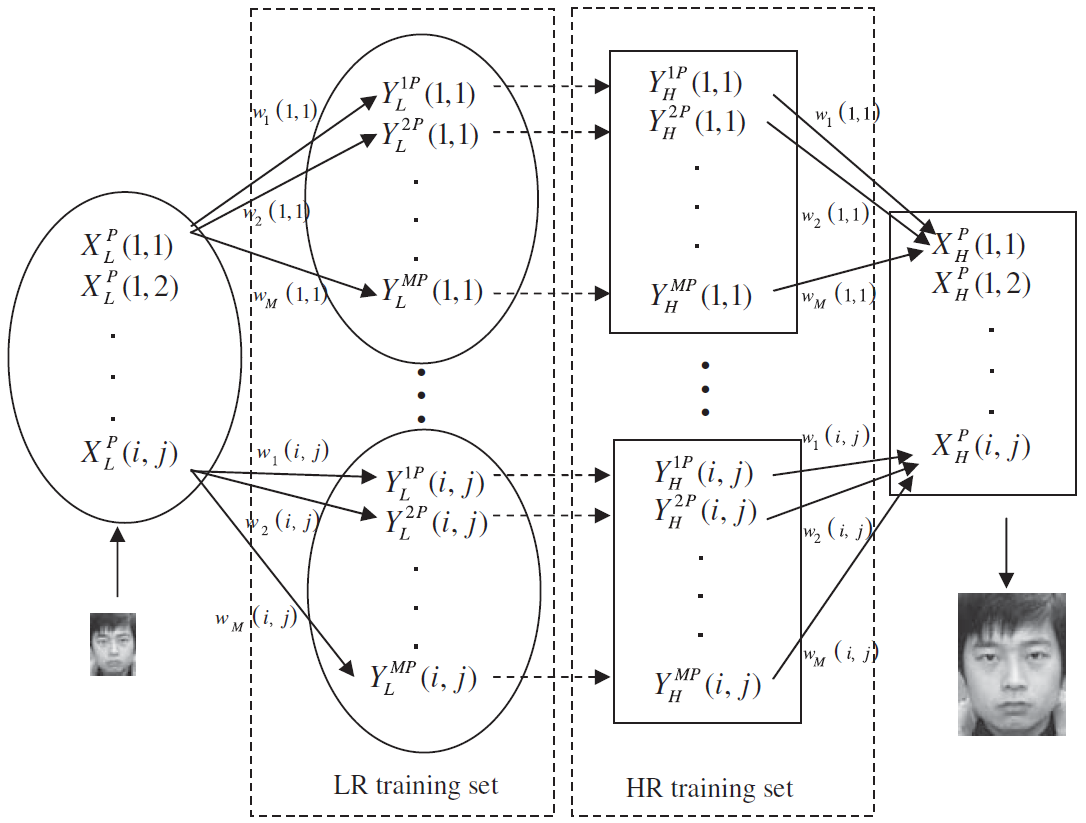 X_L^P(1,1)
X_L^P(1,2)
.
.
.
X_L^P(i, j)
w_1(1,1)
w_2(1,1)
w_M(1,1)
w_1(i, j)
w_2(i, j)
w_M(i, j)
Y_L^{1P}(1,1)
Y_L^{2P}(1,1)
.
.
.
Y_L^{MP}(1,1)
Y_L^{1P}(i, j)
Y_L^{2P}(i, j)
.
.
.
Y_L^{MP}(i, j)
LR training set
Y_H^{1P}(1,1)
Y_H^{2P}(1,1)
.
.
.
Y_H^{MP}(1,1)
Y_H^{1P}(i, j)
Y_H^{2P}(i, j)
.
.
.
Y_H^{MP}(i, j)
HR training set
w_1(1,1)
w_2(1,1)
w_M(1,1)
w_1(i, j)
w_2(i, j)
w_M(i, j)
X_H^P(1,1)
X_H^P(1,2)
.
.
.
X_H^P(i, j)